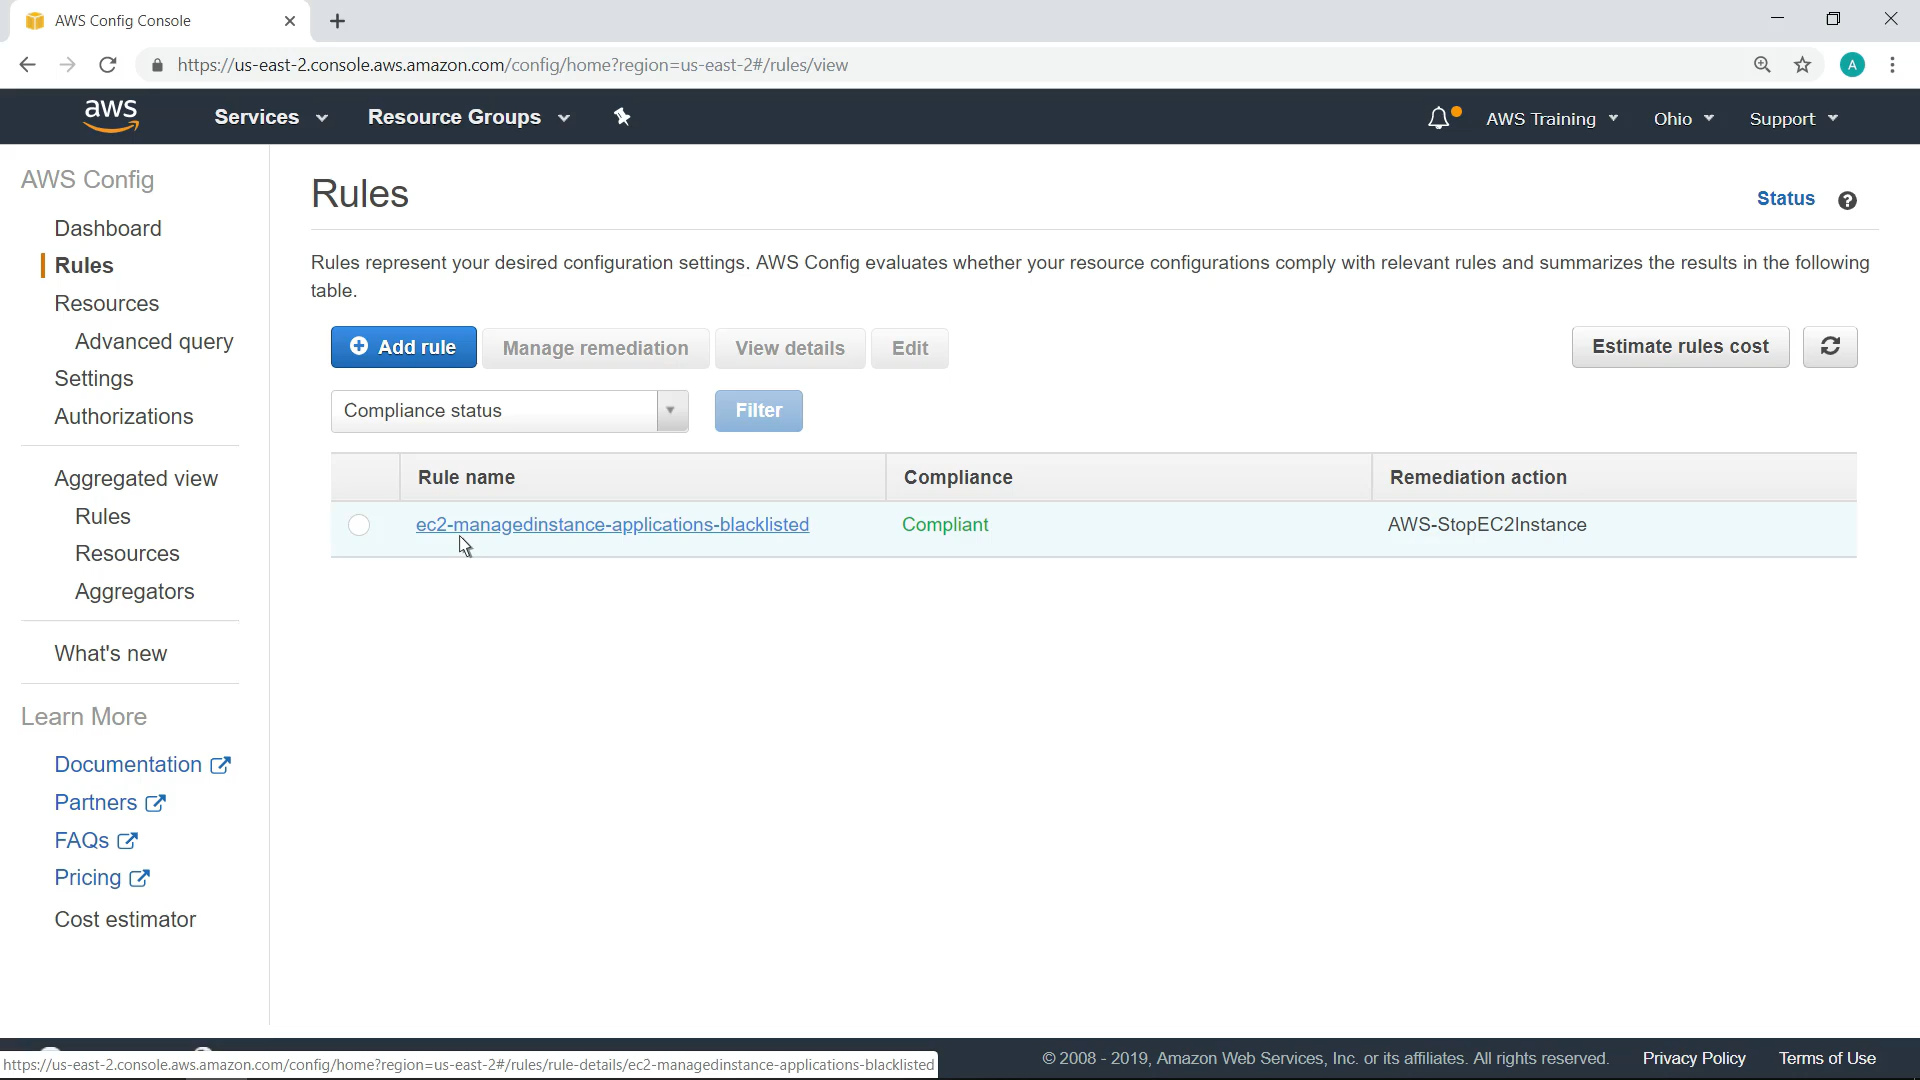 AWS Config Console
https://us-east-2.console.aws.amazon.com/config/home?region=us-east-2#/rules/view
A
aws
Services
Resource Groups
AWS Training
Ohio
Support
AWS Config
Dashboard
Rules
Resources
Advanced query
Settings
Authorizations
Aggregated view
Rules
Resources
Aggregators
What's new
Learn More
Documentation
Partners
FAQs
Pricing
Cost estimator
Rules
Status
?
Rules represent your desired configuration settings. AWS Config evaluates whether your resource configurations comply with relevant rules and summarizes the results in the following
table.
Add rule
Manage remediation
View details
Edit
Estimate rules cost
Compliance status
Filter
Rule name
Compliance
Remediation action
ec2-managedinstance-applications-blacklisted
Compliant
AWS-StopEC2Instance
https://us-east-2.console.aws.amazon.com/config/home?region=us-east-2#/rules/rule-details/ec2-managedinstance-applications-blacklisted
© 2008 - 2019, Amazon Web Services, Inc. or its affiliates. All rights reserved.
Privacy Policy
Terms of Use